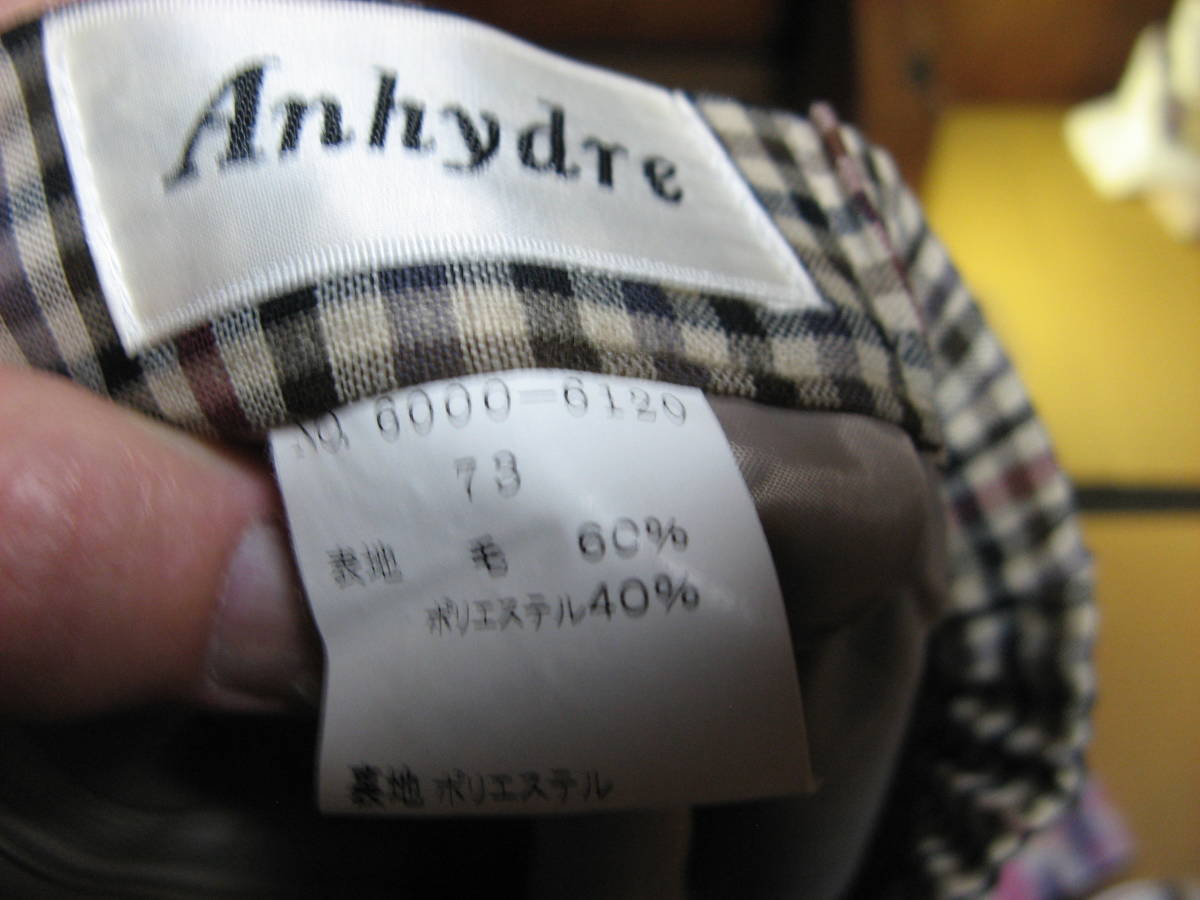 Anhydre
NO. 6000-6120
73
表地 毛 60%
ポリエステル40%
裏地 ポリエステル